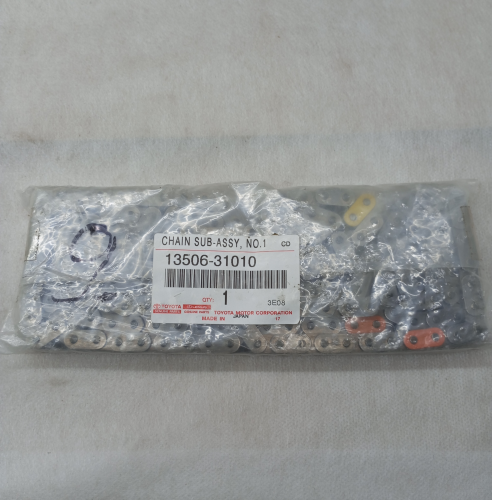 CHAIN SUB-ASSY, NO.1 CD
13506-31010
QTY: 1 3E08
TOYOTA GENUINE PARTS TOYOTA MOTOR CORPORATION
MADE IN JAPAN 17